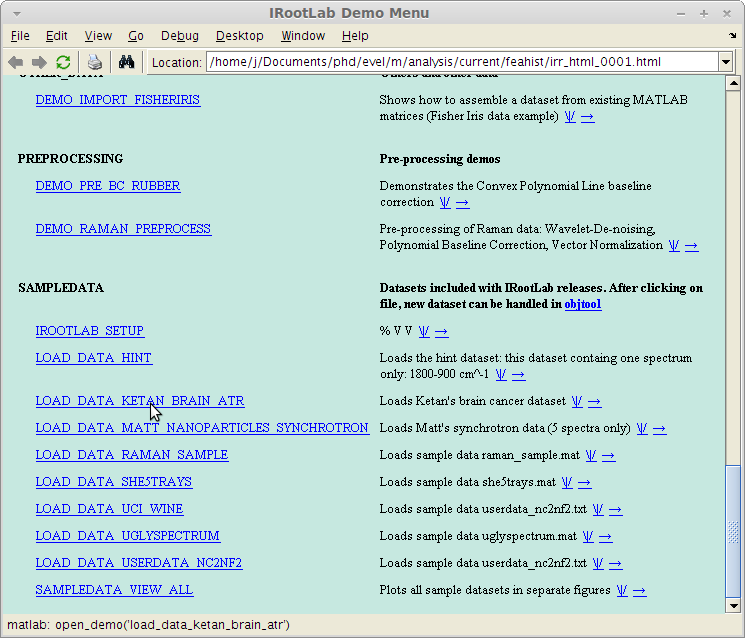 IRootLab Demo Menu
File Edit View Go Debug Desktop Window Help
Location: /home/j/Documents/phd/evel/m/analysis/current/feahist/irr_html_0001.html
OTHER_DATA Others and other data
DEMO_IMPORT_FISHERIRIS Shows how to assemble a dataset from existing MATLAB
matrices (Fisher Iris data example) \|/ →
PREPROCESSING Pre-processing demos
DEMO_PRE_BC_RUBBER Demonstrates the Convex Polynomial Line baseline
correction \|/ →
DEMO_RAMAN_PREPROCESS Pre-processing of Raman data: Wavelet-De-noising,
Polynomial Baseline Correction, Vector Normalization \|/ →
SAMPLEDATA Datasets included with IRootLab releases. After clicking on
file, new dataset can be handled in objtool
IROOTLAB_SETUP % V V \|/ →
LOAD_DATA_HINT Loads the hint dataset: this dataset containg one spectrum
only: 1800-900 cm^-1 \|/ →
LOAD_DATA_KETAN_BRAIN_ATR Loads Ketan's brain cancer dataset \|/ →
LOAD_DATA_MATT_NANOPARTICLES_SYNCHROTRON Loads Matt's synchrotron data (5 spectra only) \|/ →
LOAD_DATA_RAMAN_SAMPLE Loads sample data raman_sample.mat \|/ →
LOAD_DATA_SHE5TRAYS Loads sample data she5trays.mat \|/ →
LOAD_DATA_UCI_WINE Loads sample data userdata_nc2nf2.txt \|/ →
LOAD_DATA_UGLYSPECTRUM Loads sample data uglyspectrum.mat \|/ →
LOAD_DATA_USERDATA_NC2NF2 Loads sample data userdata_nc2nf2.txt \|/ →
SAMPLEDATA_VIEW_ALL Plots all sample datasets in separate figures \|/ →
matlab: open_demo('load_data_ketan_brain_atr')